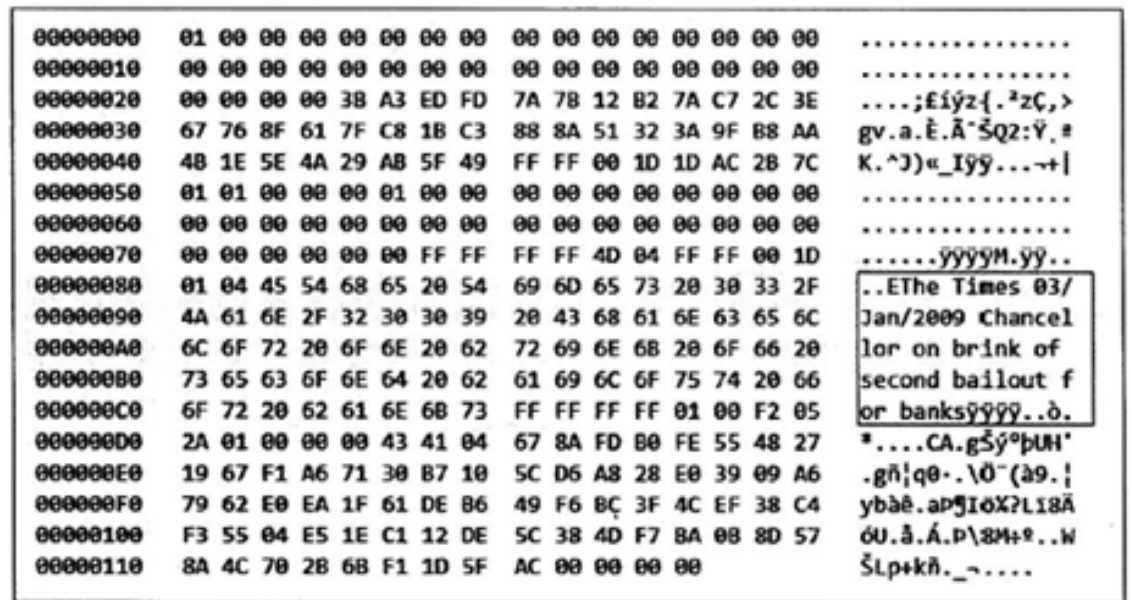 00000000 01 00 00 00 00 00 00 00 00 00 00 00 00 00 00 00 ................
00000010 00 00 00 00 00 00 00 00 00 00 00 00 00 00 00 00 ................
00000020 00 00 00 00 3B A3 ED FD 7A 7B 12 B2 7A C7 2C 3E ....;£íýz{.²zÇ,>
00000030 67 76 8F 61 7F C8 1B C3 88 8A 51 32 3A 9F B8 AA gv.a.È.ÃˆŠQ2:Ÿ¸ª
00000040 4B 1E 5E 4A 29 AB 5F 49 FF FF 00 1D 1D AC 2B 7C K.^J)«_Iÿÿ...¬+|
00000050 01 01 00 00 00 01 00 00 00 00 00 00 00 00 00 00 ................
00000060 00 00 00 00 00 00 00 00 00 00 00 00 00 00 00 00 ................
00000070 00 00 00 00 00 00 FF FF FF FF 4D 04 FF FF 00 1D ......ÿÿÿÿM.ÿÿ..
00000080 01 04 45 54 68 65 20 54 69 6D 65 73 20 30 33 2F ..EThe Times 03/
00000090 4A 61 6E 2F 32 30 30 39 20 43 68 61 6E 63 65 6C Jan/2009 Chancel
000000A0 6C 6F 72 20 6F 6E 20 62 72 69 6E 6B 20 6F 66 20 lor on brink of
000000B0 73 65 63 6F 6E 64 20 62 61 69 6C 6F 75 74 20 66 second bailout f
000000C0 6F 72 20 62 61 6E 6B 73 FF FF FF FF 01 00 F2 05 or banksÿÿÿÿ..ò.
000000D0 2A 01 00 00 00 43 41 04 67 8A FD B0 FE 55 48 27 *....CA.gŠý°þUH'
000000E0 19 67 F1 A6 71 30 B7 10 5C D6 A8 28 E0 39 09 A6 .gñ¦q0·.\Ö¨(à9.¦
000000F0 79 62 E0 EA 1F 61 DE B6 49 F6 BÇ 3F 4C EF 38 C4 ybàê.aÞ¶Iö¼?Lï8Ä
00000100 F3 55 04 E5 1E C1 12 DE 5C 38 4D F7 BA 0B 8D 57 óU.å.Á.Þ\8M÷º..W
00000110 8A 4C 70 2B 6B F1 1D 5F AC 00 00 00 00 ŠLp+kñ._¬....